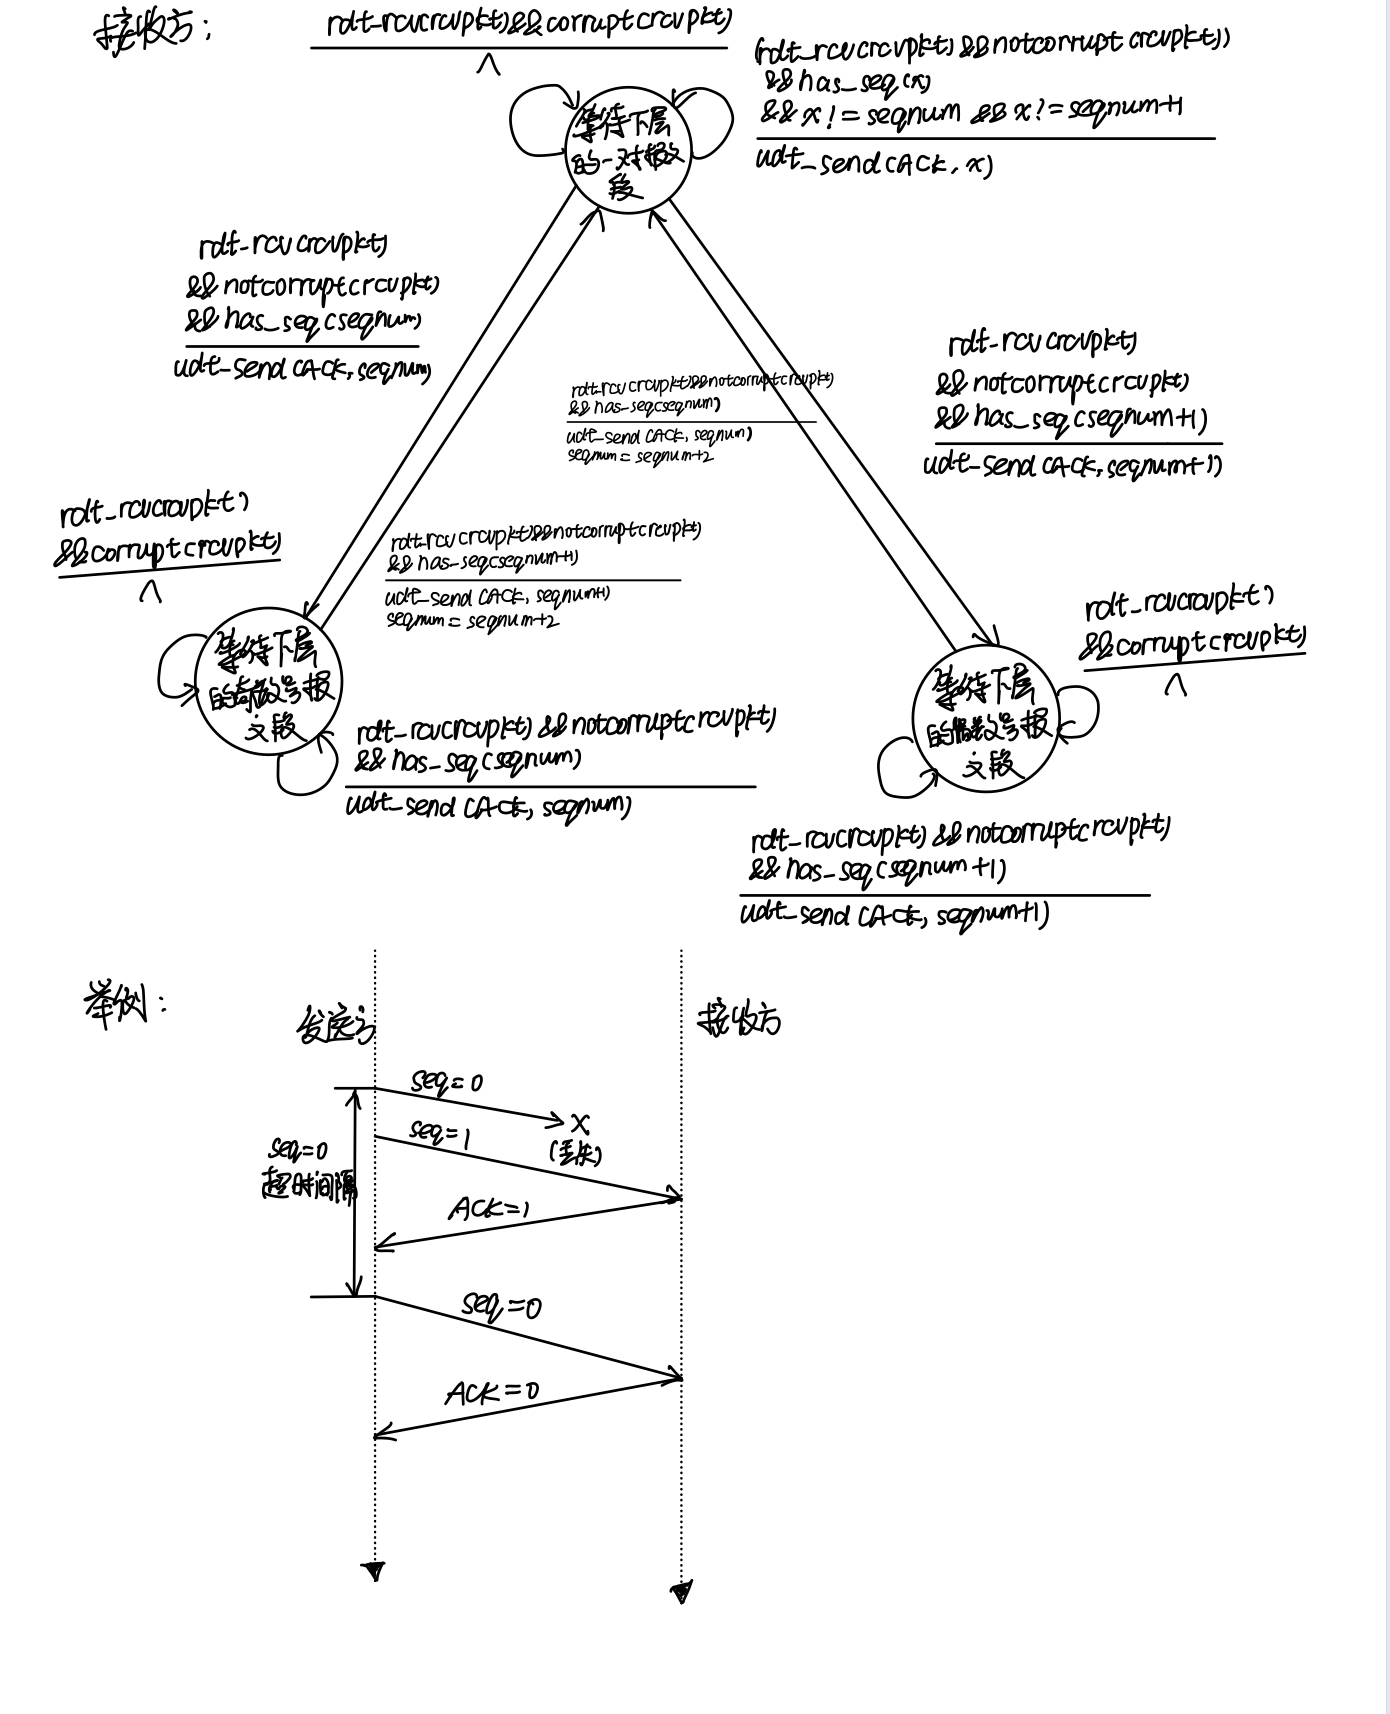 接收方：
rdt_rcv(rcvpkt)&&corrupt(rcvpkt)
Λ
(rdt_rcv(rcvpkt)&&notcorrupt(rcvpkt))
&&has_seq(x)
&&x!=seqnum &&x!=seqnum+1
udt_send(ACK,x)
等待下层
的一对报文
段
rdt_rcv(rcvpkt)
&&notcorrupt(rcvpkt)
&&has_seq(seqnum)
udt_send(ACK,seqnum)
rdt_rcv(rcvpkt)
&&notcorrupt(rcvpkt)
&&has_seq(seqnum+1)
udt_send(ACK,seqnum+1)
rdt_rcv(rcvpkt)&&notcorrupt(rcvpkt)
&&has_seq(seqnum)
udt_send(ACK,seqnum)
seqnum=seqnum+2
rdt_rcv(rcvpkt)
&&corrupt(rcvpkt)
Λ
rdt_rcv(rcvpkt)&&notcorrupt(rcvpkt)
&&has_seq(seqnum+1)
udt_send(ACK,seqnum+1)
seqnum=seqnum+2
rdt_rcv(rcvpkt)
&&corrupt(rcvpkt)
Λ
等待下层
的奇数号报
文段
等待下层
的偶数号报
文段
rdt_rcv(rcvpkt)&&notcorrupt(rcvpkt)
&&has_seq(seqnum)
udt_send(ACK,seqnum)
rdt_rcv(rcvpkt)&&notcorrupt(rcvpkt)
&&has_seq(seqnum+1)
udt_send(ACK,seqnum+1)
举例：
发送方
接收方
seq=0
X
(丢失)
seq=1
seq=0
超时间隔
ACK=1
seq=0
ACK=0